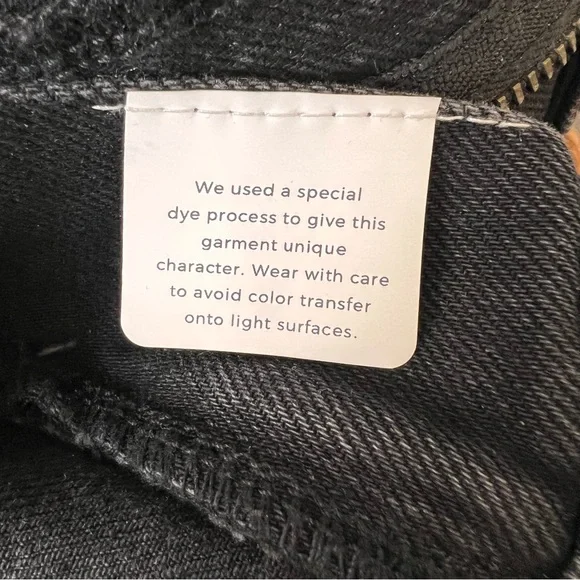 We used a special
dye process to give this
garment unique
character. Wear with care
to avoid color transfer
onto light surfaces.